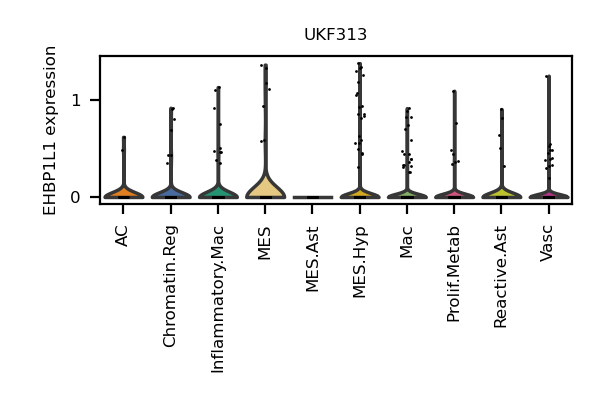 UKF313
EHBP1L1 expression
1
0
AC
Chromatin.Reg
Inflammatory.Mac
MES
MES.Ast
MES.Hyp
Mac
Prolif.Metab
Reactive.Ast
Vasc